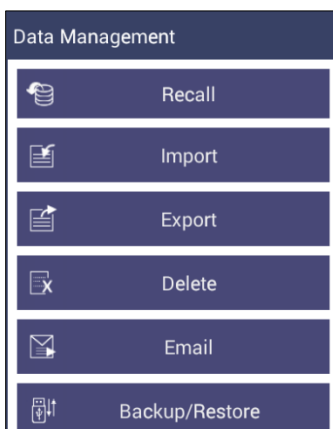 Data Management
Recall
Import
Export
Delete
Email
Backup/Restore